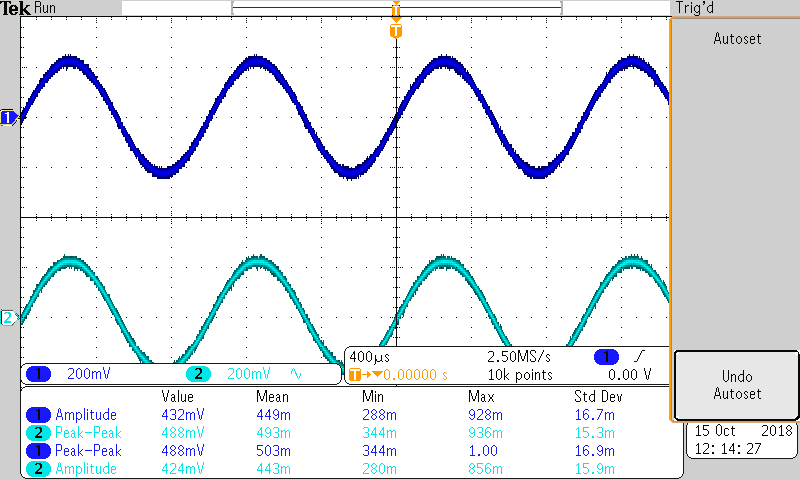 Tek Run Trig'd
T
T
Autoset
1
2
1 200mV 2 200mV
400µs 2.50MS/s 1
T 0.00000 s 10k points 0.00 V
Undo
Autoset
Value Mean Min Max Std Dev
1 Amplitude 432mV 449m 288m 928m 16.7m
2 Peak-Peak 488mV 493m 344m 936m 15.3m
1 Peak-Peak 488mV 503m 344m 1.00 16.9m
2 Amplitude 424mV 443m 280m 856m 15.9m
15 Oct 2018
12:14:27